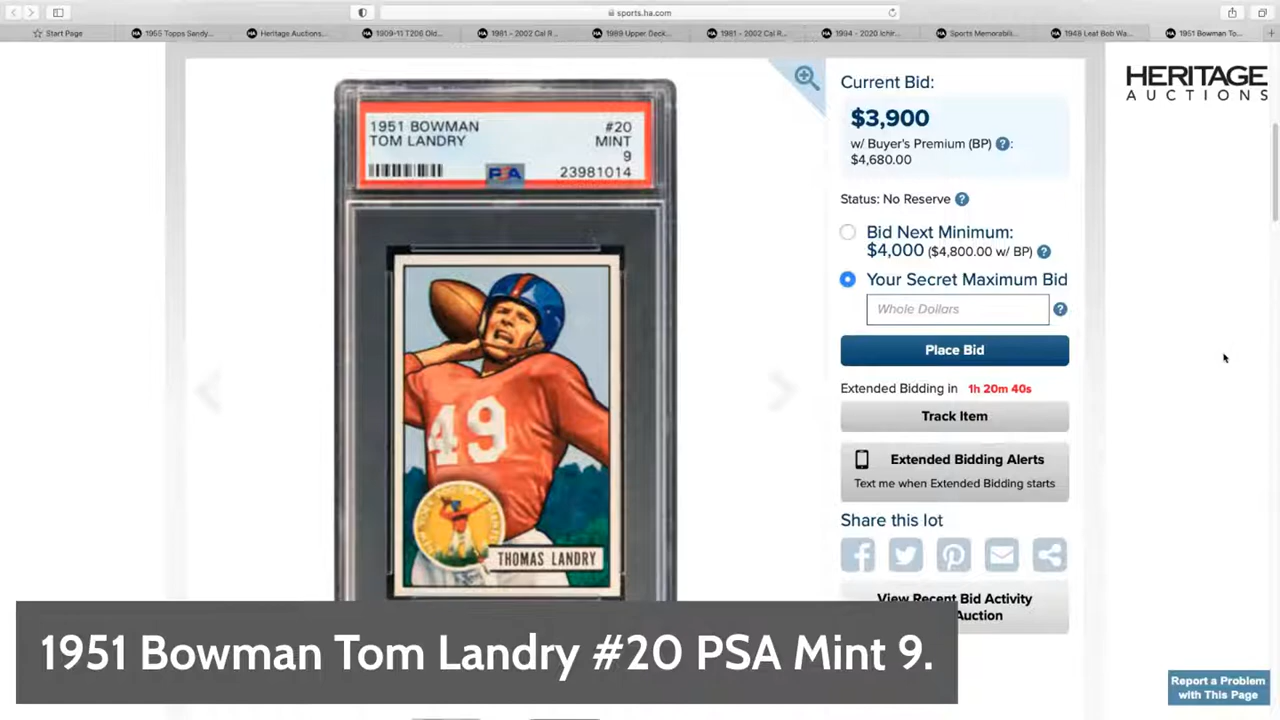 sports.ha.com
Start Page
1955 Topps Sandy...
Heritage Auctions...
1909-11 T206 Old...
1981 - 2002 Cal R...
1989 Upper Deck...
1981 - 2002 Cal R...
1994 - 2020 Ichir...
Sports Memorabili...
1948 Leaf Bob Wa...
1951 Bowman To...
HERITAGE
AUCTIONS
1951 BOWMAN #20
TOM LANDRY MINT
9
PSA 23981014
49
THOMAS LANDRY
Current Bid:
$3,900
w/ Buyer's Premium (BP) ? :
$4,680.00
Status: No Reserve ?
Bid Next Minimum:
$4,000 ($4,800.00 w/ BP) ?
Your Secret Maximum Bid
Whole Dollars ?
Place Bid
Extended Bidding in 1h 20m 40s
Track Item
Extended Bidding Alerts
Text me when Extended Bidding starts
Share this lot
View Recent Bid Activity
Auction
1951 Bowman Tom Landry #20 PSA Mint 9.
Report a Problem
with This Page